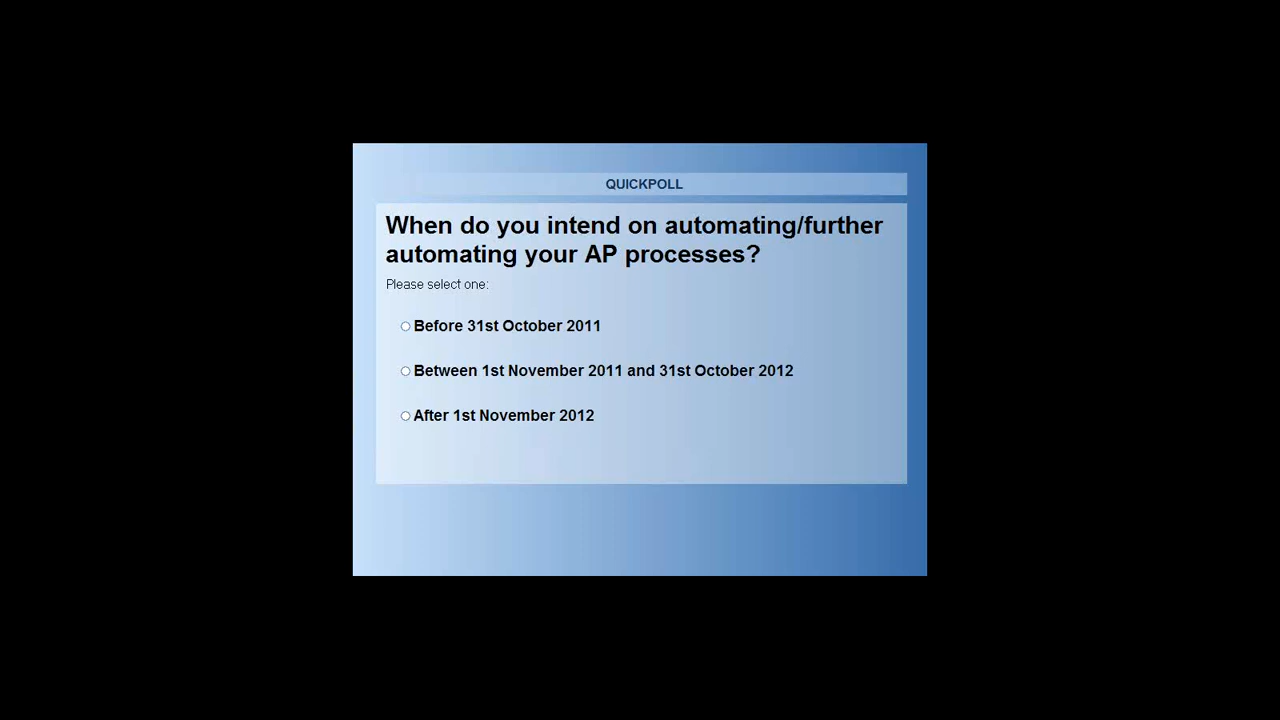 QUICKPOLL
When do you intend on automating/further
automating your AP processes?
Please select one:
Before 31st October 2011
Between 1st November 2011 and 31st October 2012
After 1st November 2012